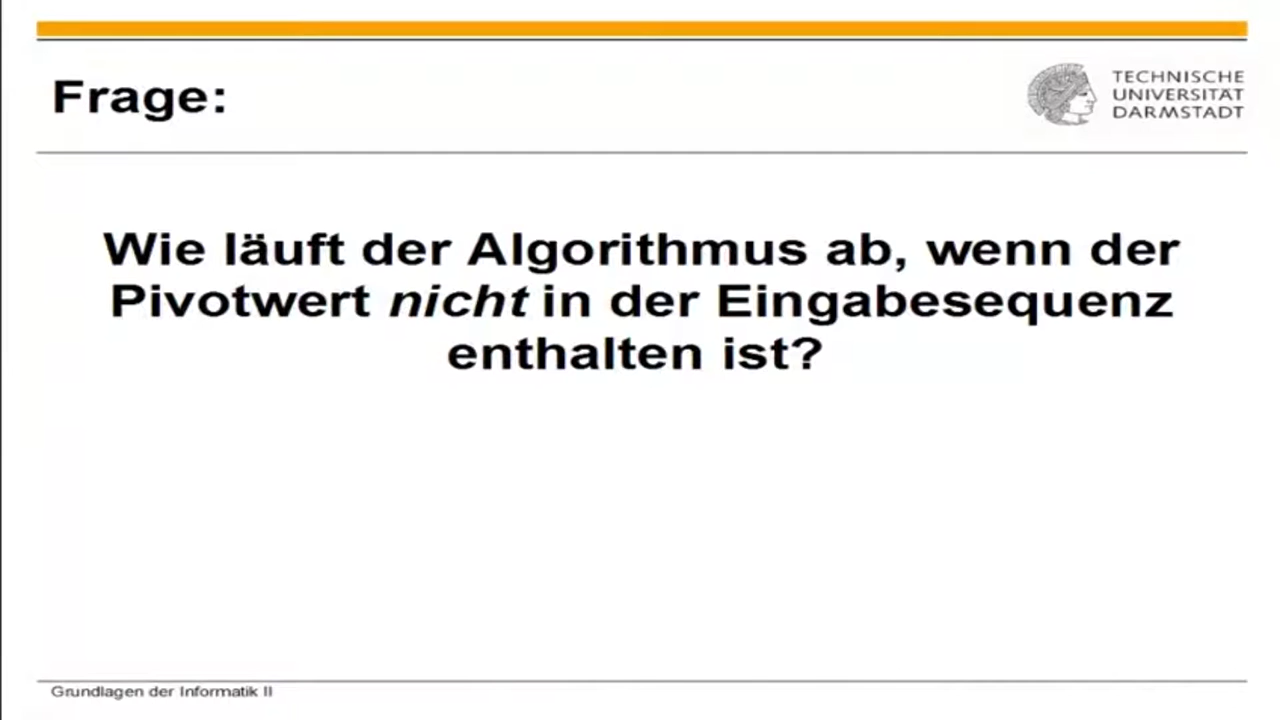 Frage:
TECHNISCHE
UNIVERSITÄT
DARMSTADT
Wie läuft der Algorithmus ab, wenn der
Pivotwert nicht in der Eingabesequenz
enthalten ist?
Grundlagen der Informatik II